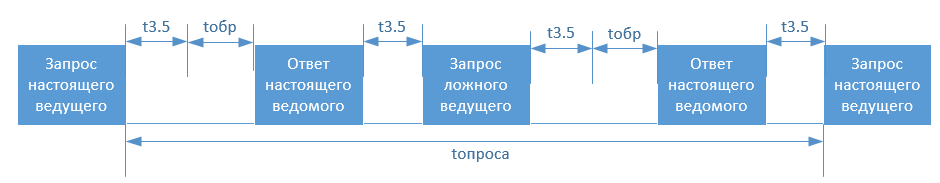 t3.5
tобр
t3.5
t3.5
tобр
t3.5
Запрос
настоящего
ведущего
Ответ
настоящего
ведомого
Запрос
ложного
ведущего
Ответ
настоящего
ведомого
Запрос
настоящего
ведущего
tопроса